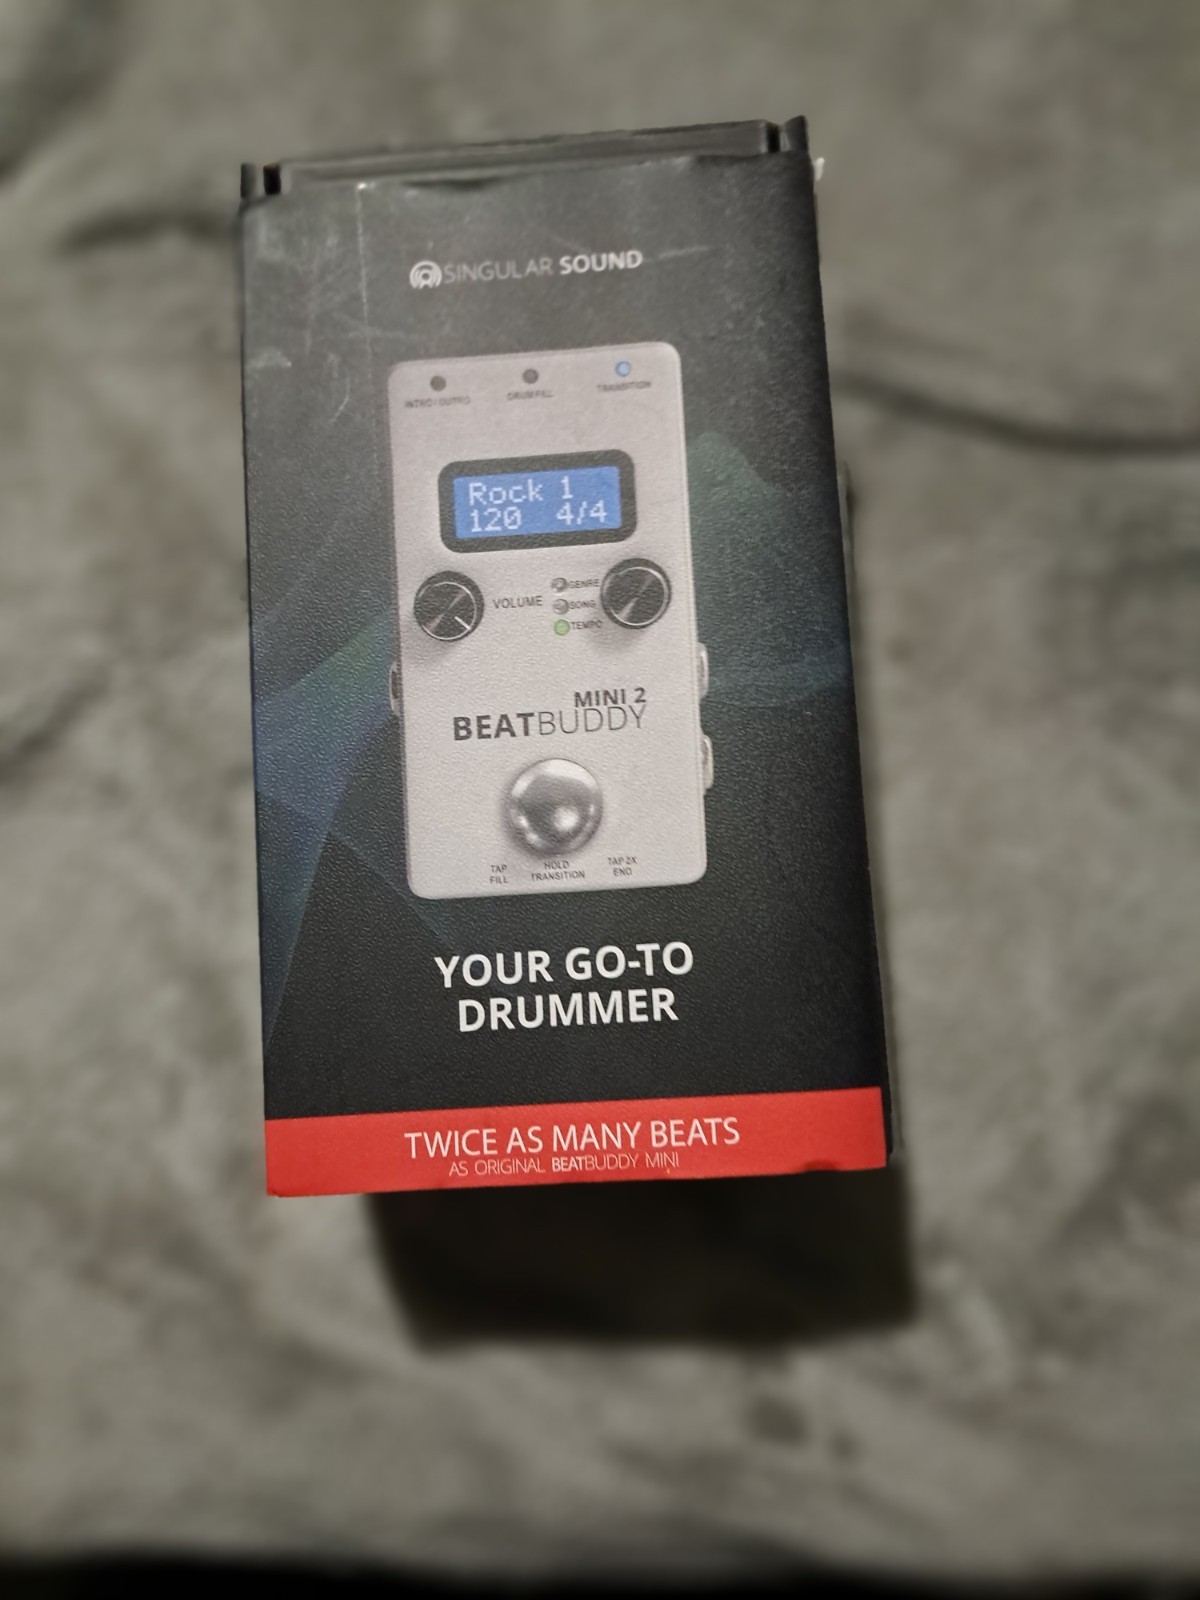 SINGULAR SOUND
INTRO/OUTRO
DRUM FILL
TRANSITION
Rock 1
120 4/4
VOLUME
GENRE
SONG
TEMPO
MINI 2
BEATBUDDY
TAP
FILL
HOLD
TRANSITION
TAP 2X
END
YOUR GO-TO
DRUMMER
TWICE AS MANY BEATS
AS ORIGINAL BEATBUDDY MINI